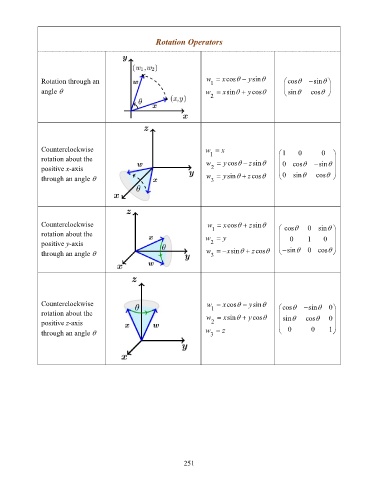 Rotation Operators
y
(w₁,w₂)
w
θ
x
(x,y)
x
Rotation through an
angle θ
w₁ = x cos θ − y sin θ
w₂ = x sin θ + y cos θ
( cos θ −sin θ )
( sin θ cos θ )
Counterclockwise
rotation about the
positive x-axis
through an angle θ
z
w
y
x
θ
x
w₁ = x
w₂ = y cos θ − z sin θ
w₃ = y sin θ + z cos θ
( 1 0 0 )
( 0 cos θ −sin θ )
( 0 sin θ cos θ )
Counterclockwise
rotation about the
positive y-axis
through an angle θ
z
x
θ
y
w
x
w₁ = x cos θ + z sin θ
w₂ = y
w₃ = −x sin θ + z cos θ
( cos θ 0 sin θ )
( 0 1 0 )
( −sin θ 0 cos θ )
Counterclockwise
rotation about the
positive z-axis
through an angle θ
z
θ
x w
y
x
w₁ = x cos θ − y sin θ
w₂ = x sin θ + y cos θ
w₃ = z
( cos θ −sin θ 0 )
( sin θ cos θ 0 )
( 0 0 1 )
251